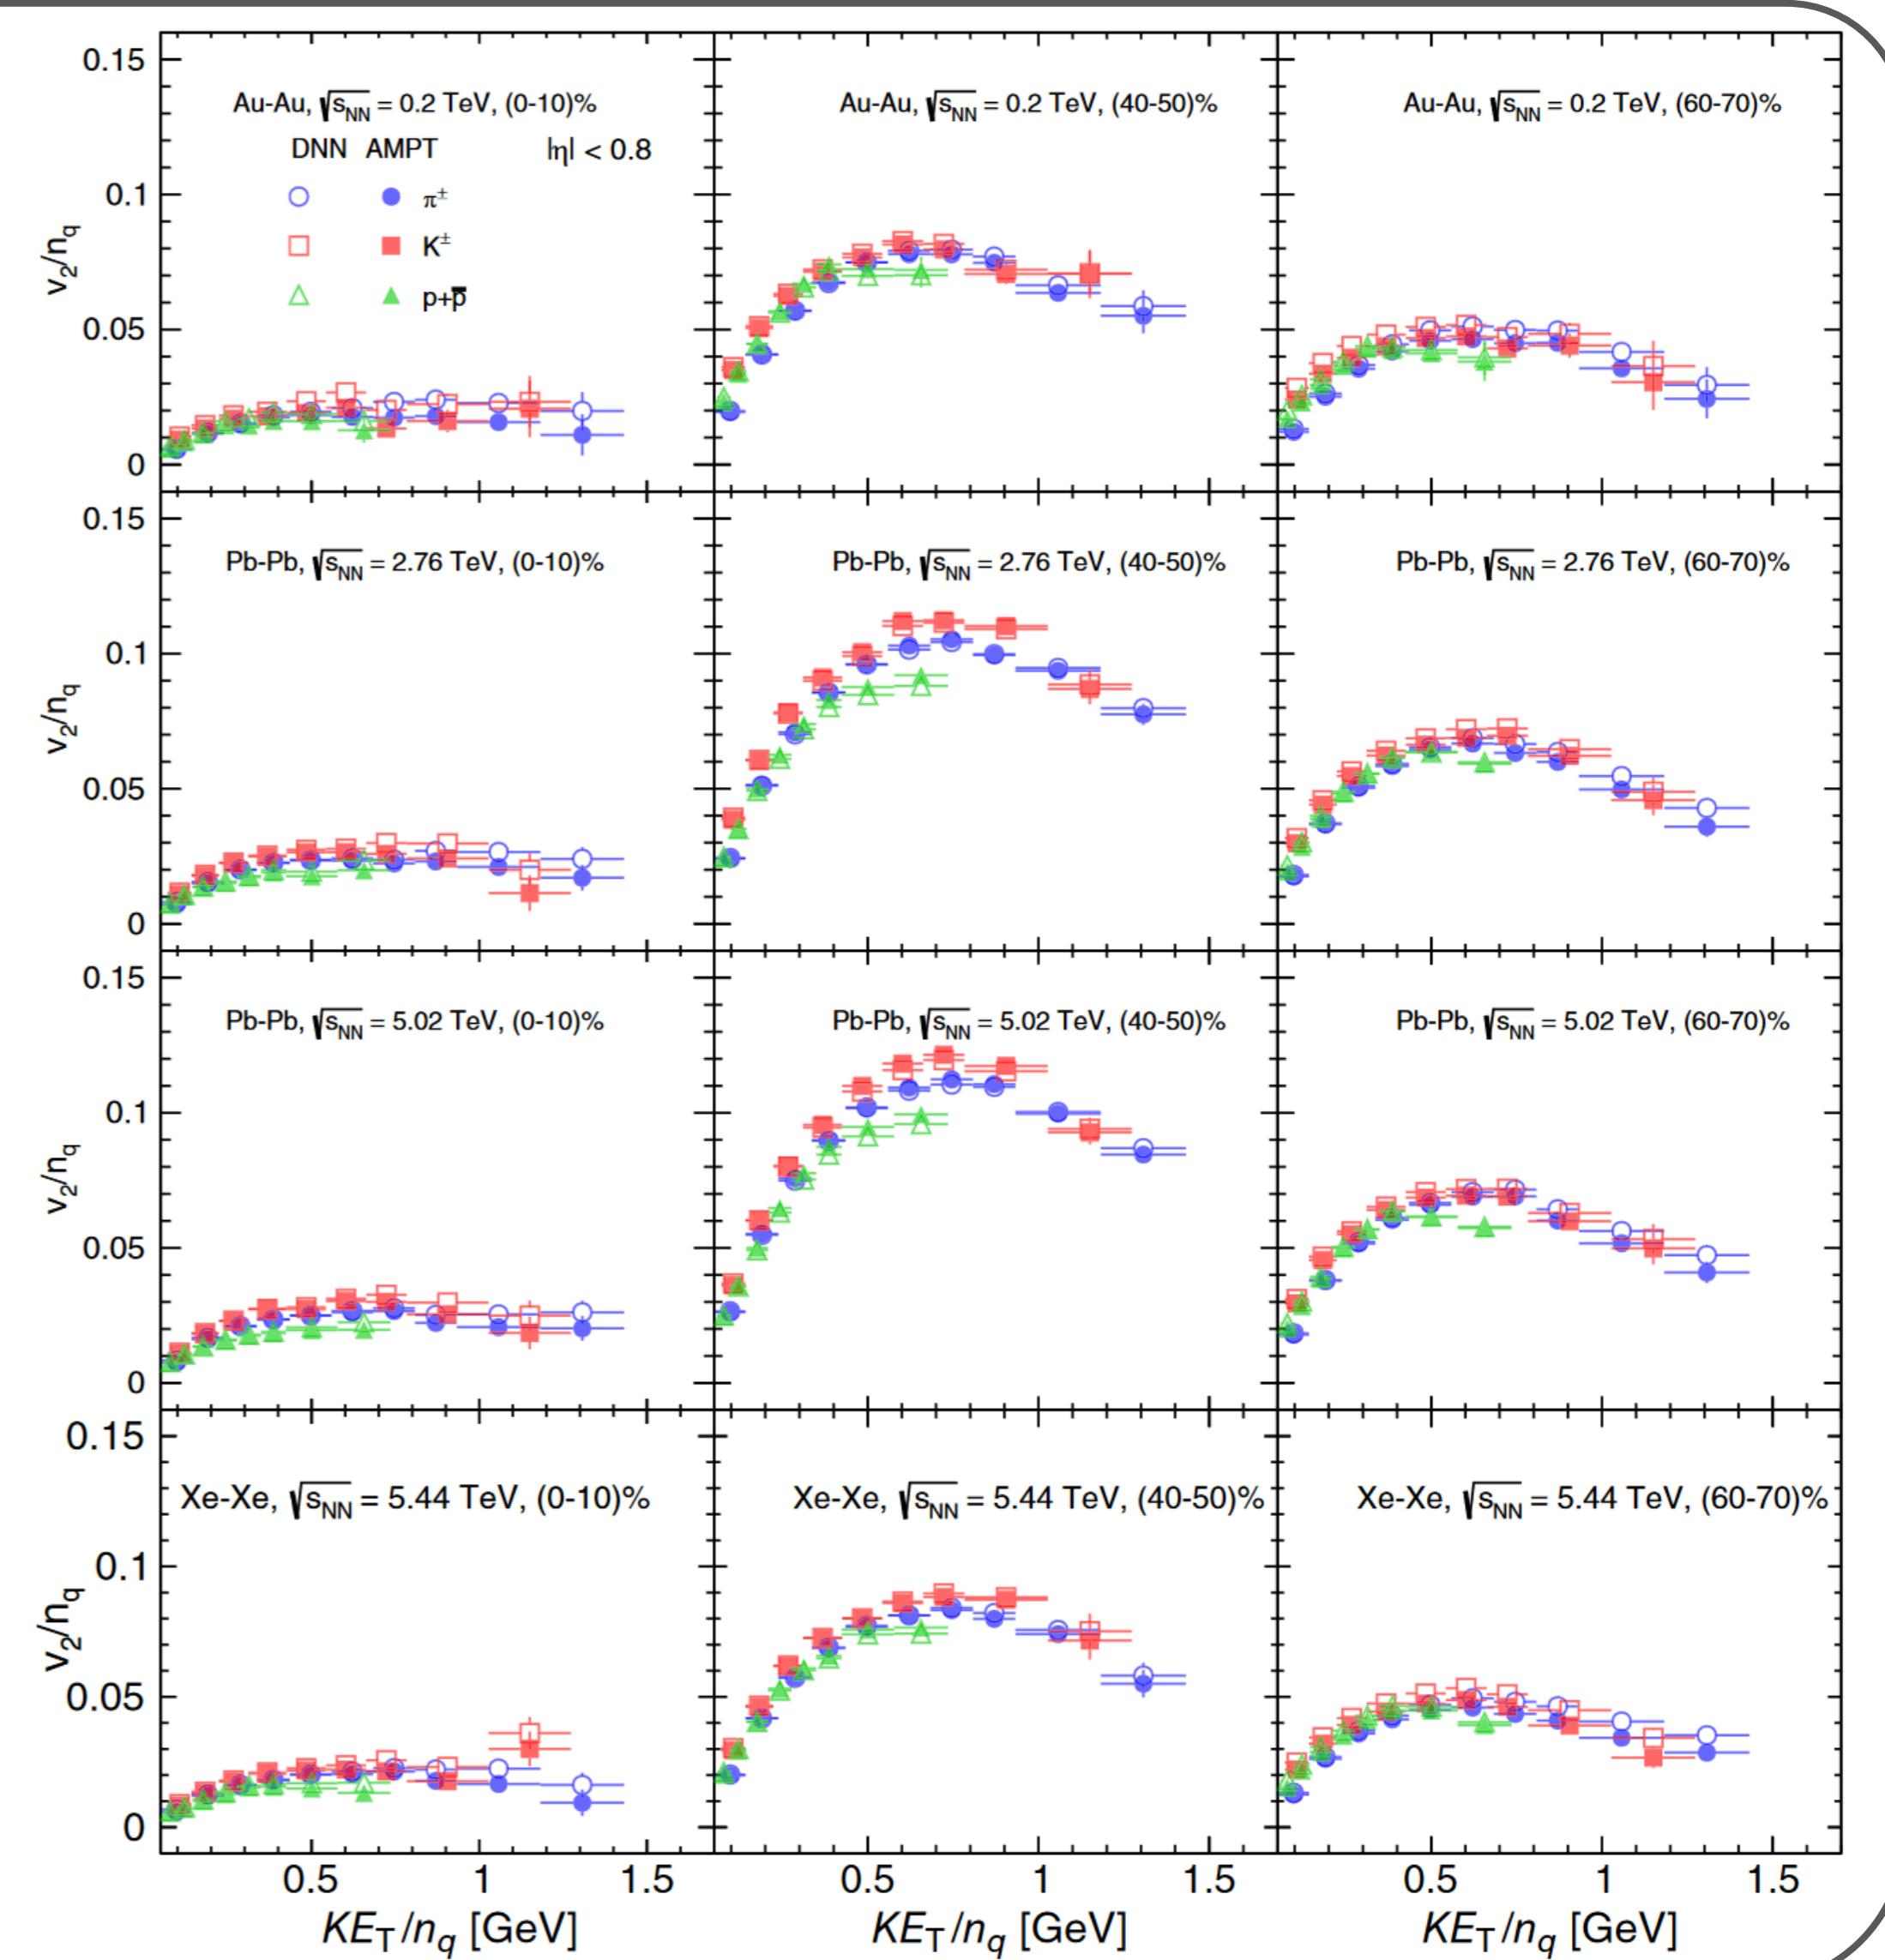 0.15
Au-Au, √sNN = 0.2 TeV, (0-10)%
Au-Au, √sNN = 0.2 TeV, (40-50)%
Au-Au, √sNN = 0.2 TeV, (60-70)%
DNN AMPT |η| < 0.8
0.1
π±
K±
p+p̅
v2/nq
0.05
0
0.15
Pb-Pb, √sNN = 2.76 TeV, (0-10)%
Pb-Pb, √sNN = 2.76 TeV, (40-50)%
Pb-Pb, √sNN = 2.76 TeV, (60-70)%
0.1
v2/nq
0.05
0
0.15
Pb-Pb, √sNN = 5.02 TeV, (0-10)%
Pb-Pb, √sNN = 5.02 TeV, (40-50)%
Pb-Pb, √sNN = 5.02 TeV, (60-70)%
0.1
v2/nq
0.05
0
0.15
Xe-Xe, √sNN = 5.44 TeV, (0-10)%
Xe-Xe, √sNN = 5.44 TeV, (40-50)%
Xe-Xe, √sNN = 5.44 TeV, (60-70)%
0.1
v2/nq
0.05
0
0.5 1 1.5
0.5 1 1.5
0.5 1 1.5
KET/nq [GeV]
KET/nq [GeV]
KET/nq [GeV]